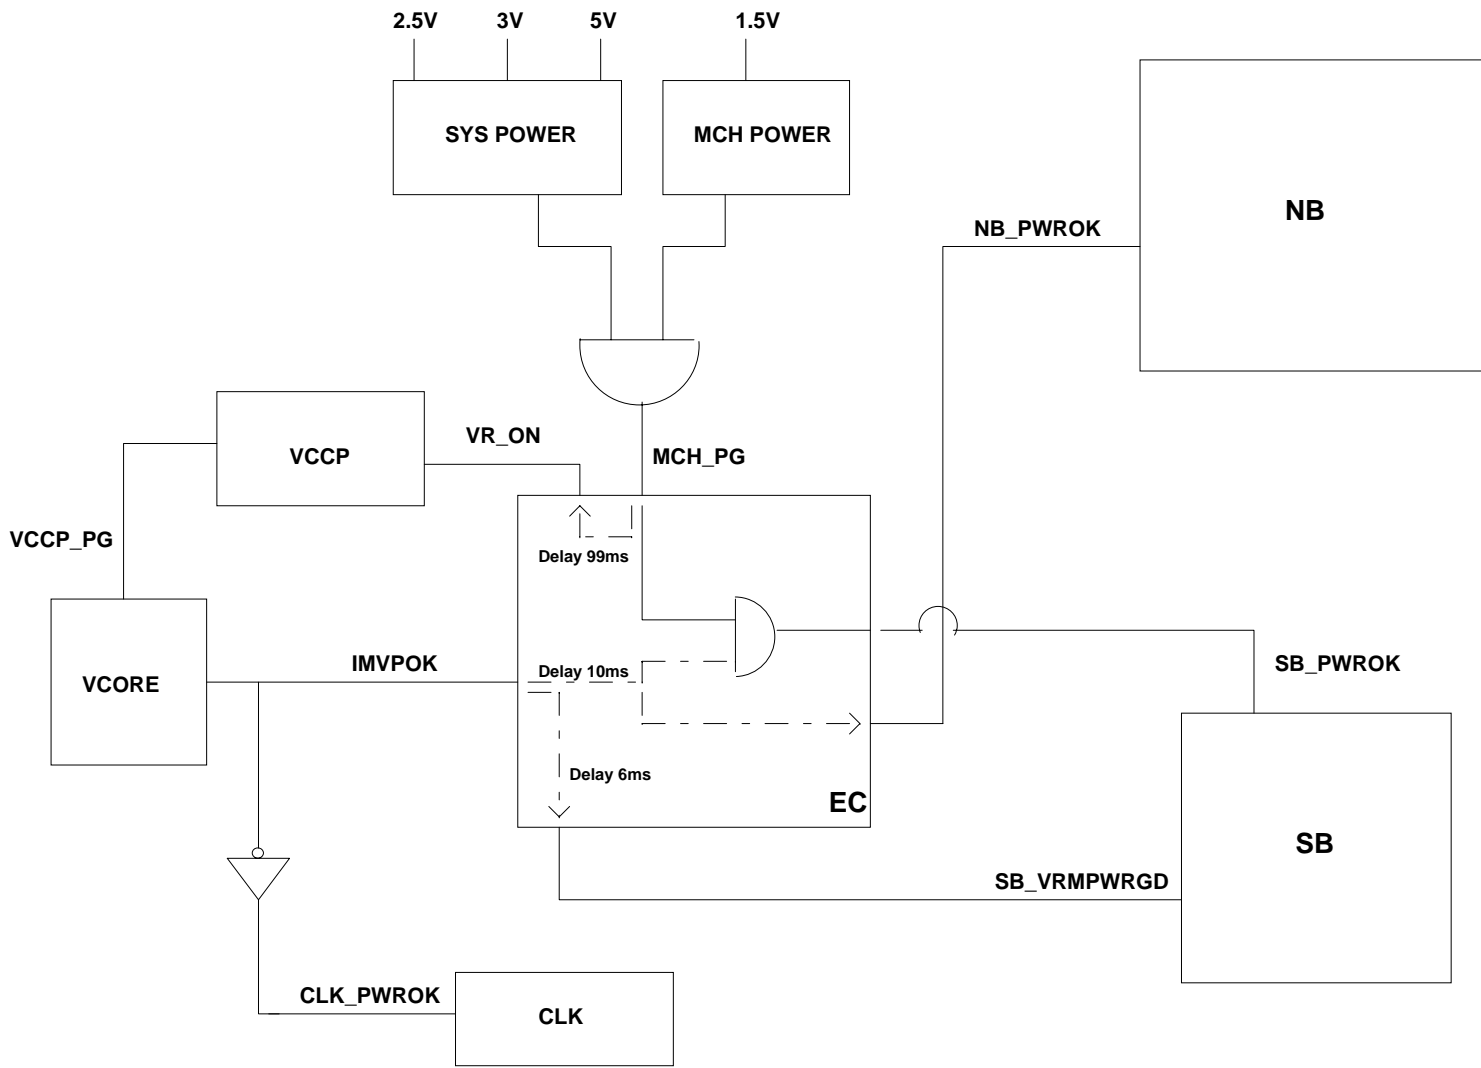 2.5V
3V
5V
1.5V
SYS POWER
MCH POWER
NB
NB_PWROK
VR_ON
VCCP
MCH_PG
VCCP_PG
Delay 99ms
IMVPOK
Delay 10ms
SB_PWROK
VCORE
Delay 6ms
EC
SB
SB_VRMPWRGD
CLK_PWROK
CLK